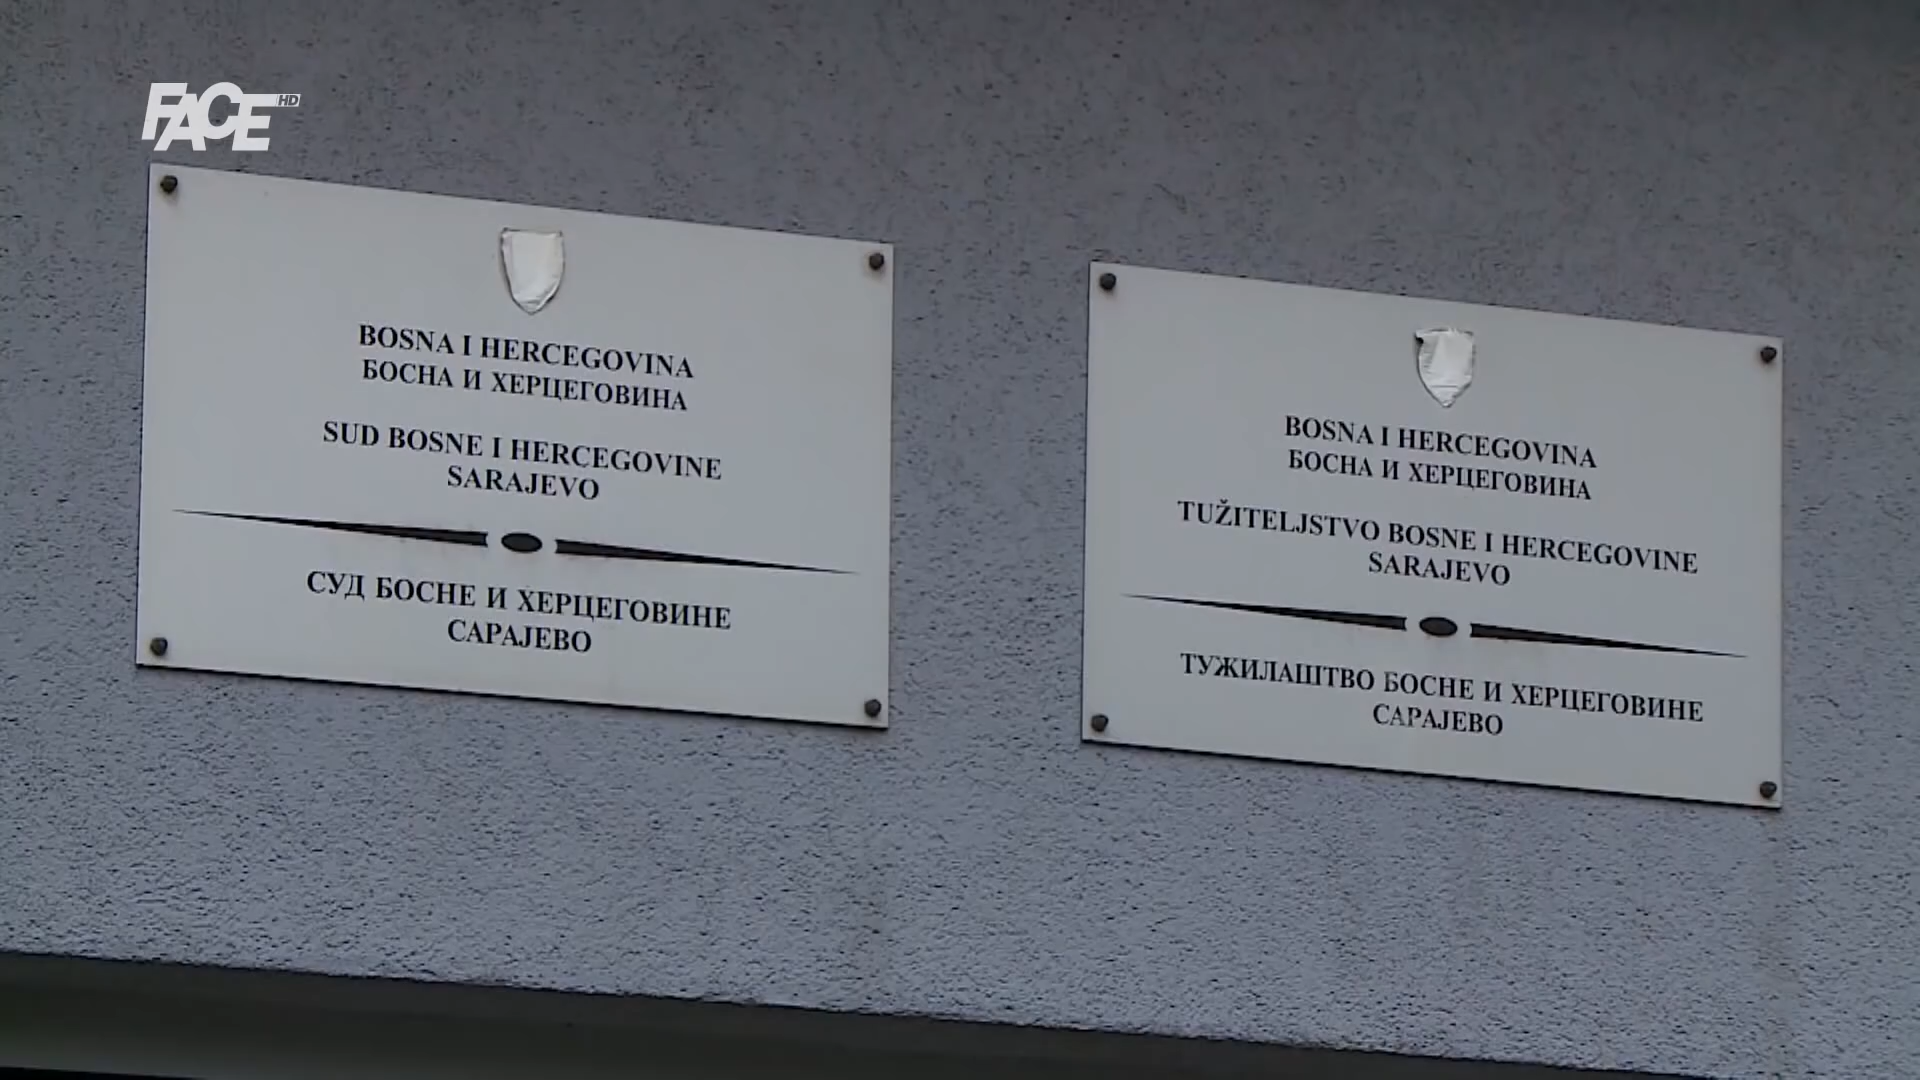 FACE HD
BOSNA I HERCEGOVINA
БОСНА И ХЕРЦЕГОВИНА
SUD BOSNE I HERCEGOVINE
SARAJEVO
СУД БОСНЕ И ХЕРЦЕГОВИНЕ
САРАЈЕВО
BOSNA I HERCEGOVINA
БОСНА И ХЕРЦЕГОВИНА
TUŽITELJSTVO BOSNE I HERCEGOVINE
SARAJEVO
ТУЖИЛАШТВО БОСНЕ И ХЕРЦЕГОВИНЕ
САРАЈЕВО